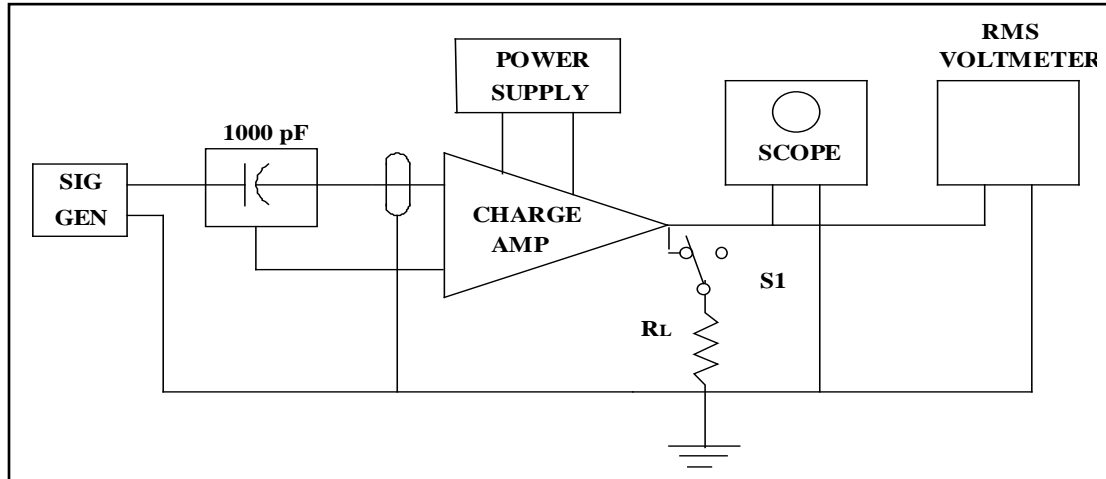 RMS
VOLTMETER
POWER
SUPPLY
1000 pF
SCOPE
SIG
GEN
CHARGE
AMP
S1
RL